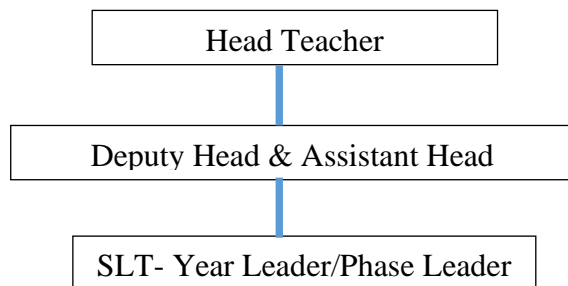 Head Teacher
Deputy Head & Assistant Head
SLT- Year Leader/Phase Leader